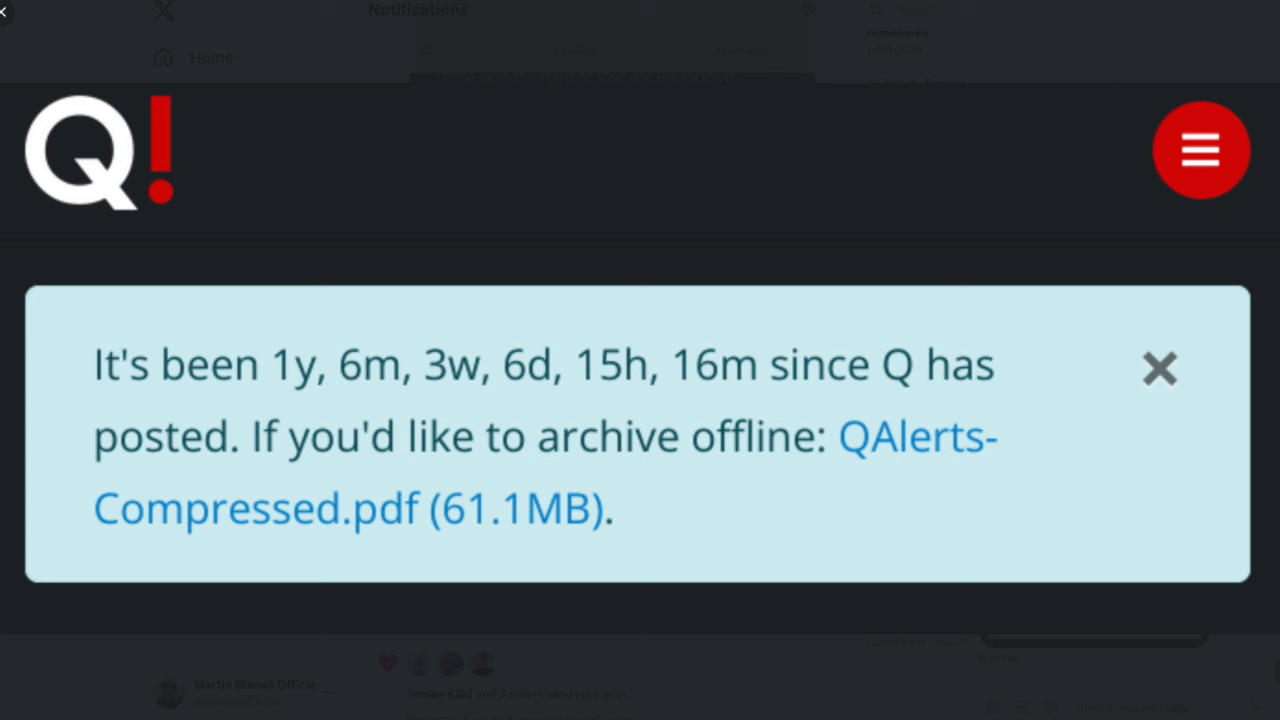 Notifications
Home
Q!
It's been 1y, 6m, 3w, 6d, 15h, 16m since Q has
posted. If you'd like to archive offline: QAlerts-
Compressed.pdf (61.1MB).
Martin Stensö Officie
Tomas Käld and 2 others liked your post